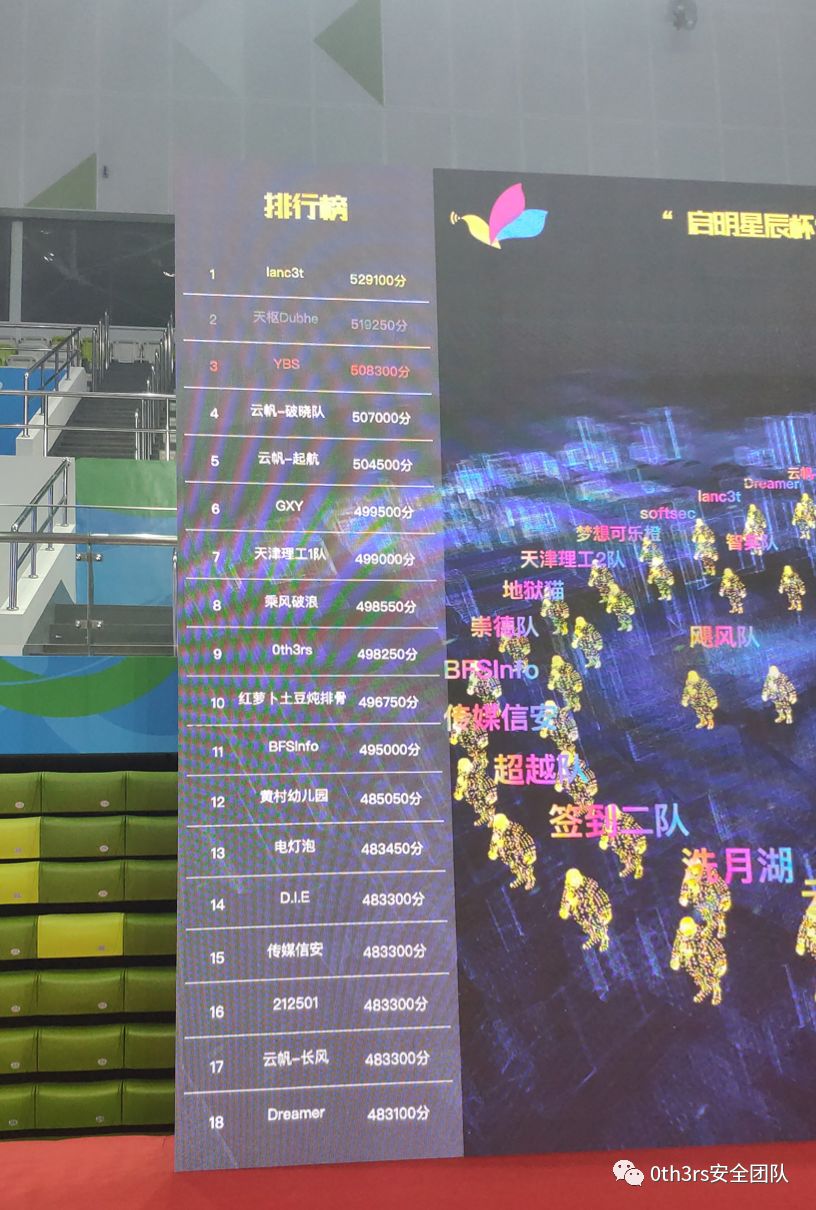 排行榜
1 lanc3t 529100分
2 天枢Dubhe 519250分
3 YBS 508300分
4 云帆-破晓队 507000分
5 云帆-起航 504500分
6 GXY 499500分
7 天津理工1队 499000分
8 乘风破浪 498550分
9 0th3rs 498250分
10 红萝卜土豆炖排骨 496750分
11 BFSInfo 495000分
12 黄村幼儿园 485050分
13 电灯泡 483450分
14 D.I.E 483300分
15 传媒信安 483300分
16 212501 483300分
17 云帆-长风 483300分
18 Dreamer 483100分
“ 启明星辰杯
云帆-
Dreamer
lanc3t
softsec
梦想可乐橙
智集队
天津理工2队
地狱猫
崇德队
飓风队
BFSInfo
传媒信安
超越队
签到二队
洗月湖
0th3rs安全团队